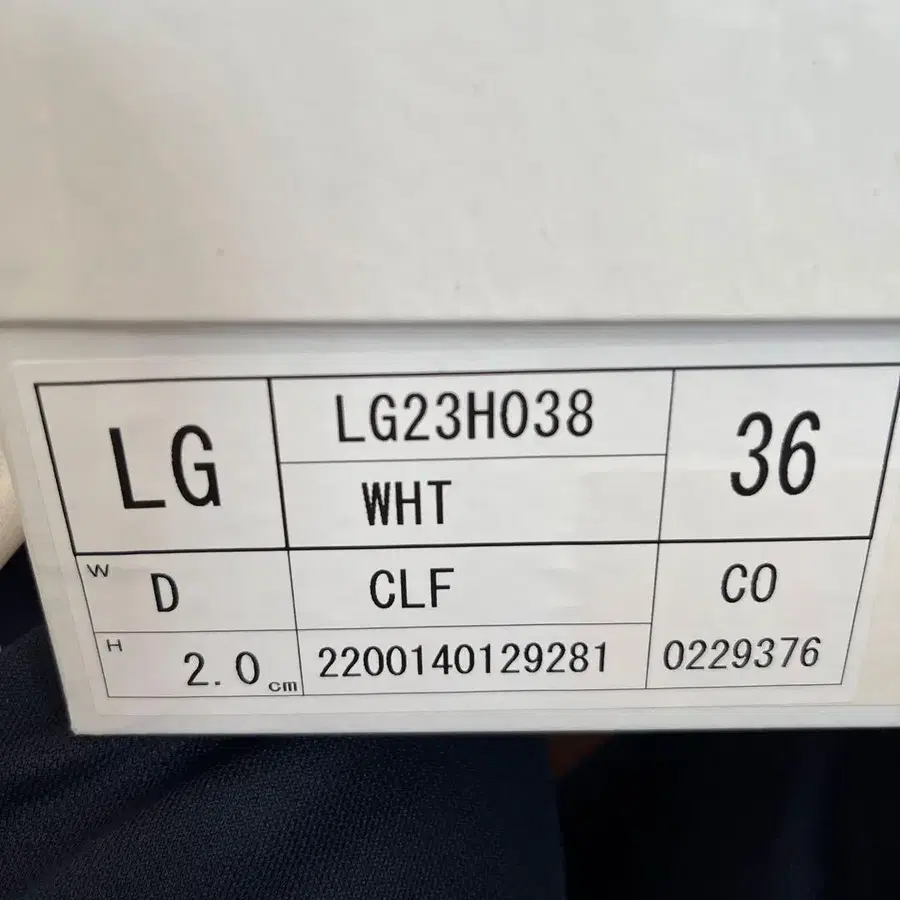 LG
LG23H038
WHT
36
W D
CLF
CO
H 2.0 cm
2200140129281
0229376